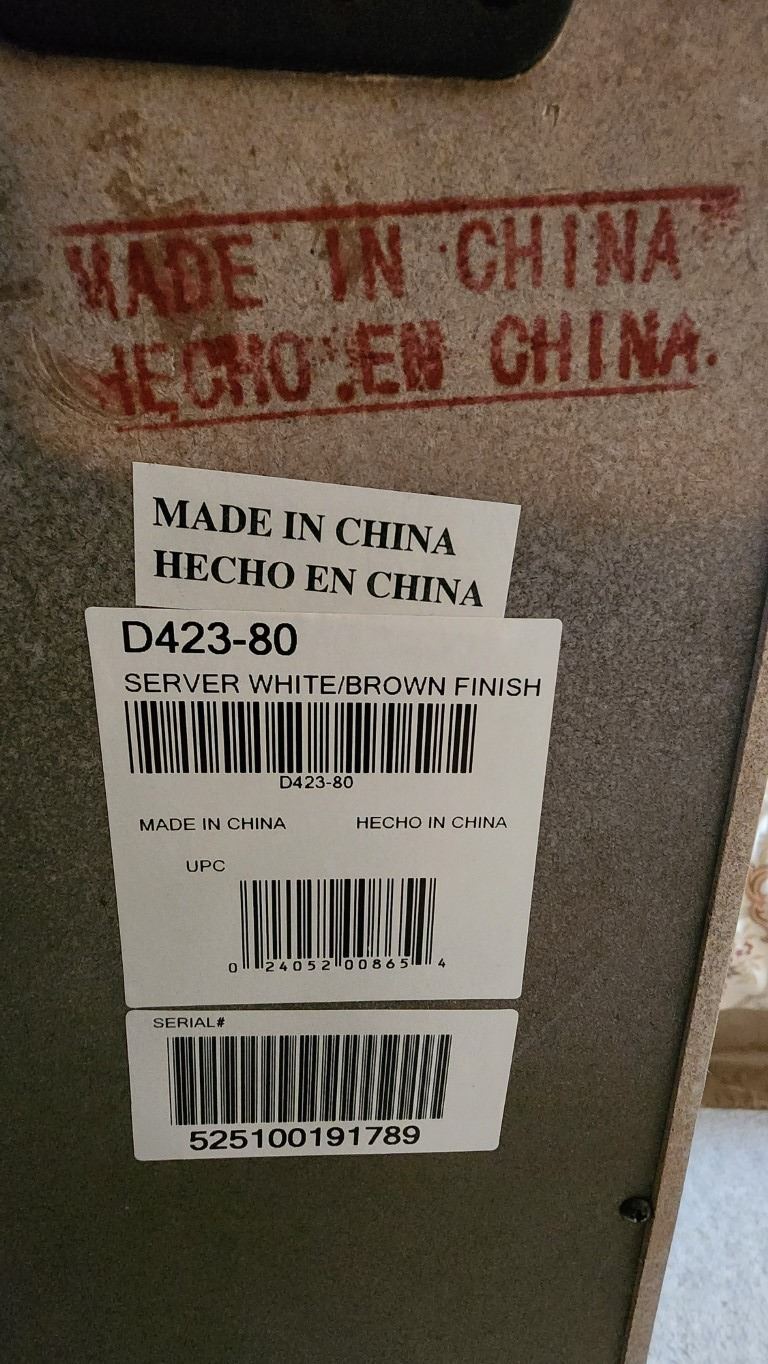 MADE IN CHINA
HECHO EN CHINA.
MADE IN CHINA
HECHO EN CHINA
D423-80
SERVER WHITE/BROWN FINISH
D423-80
MADE IN CHINA HECHO IN CHINA
UPC
0 24052 00865 4
SERIAL#
525100191789